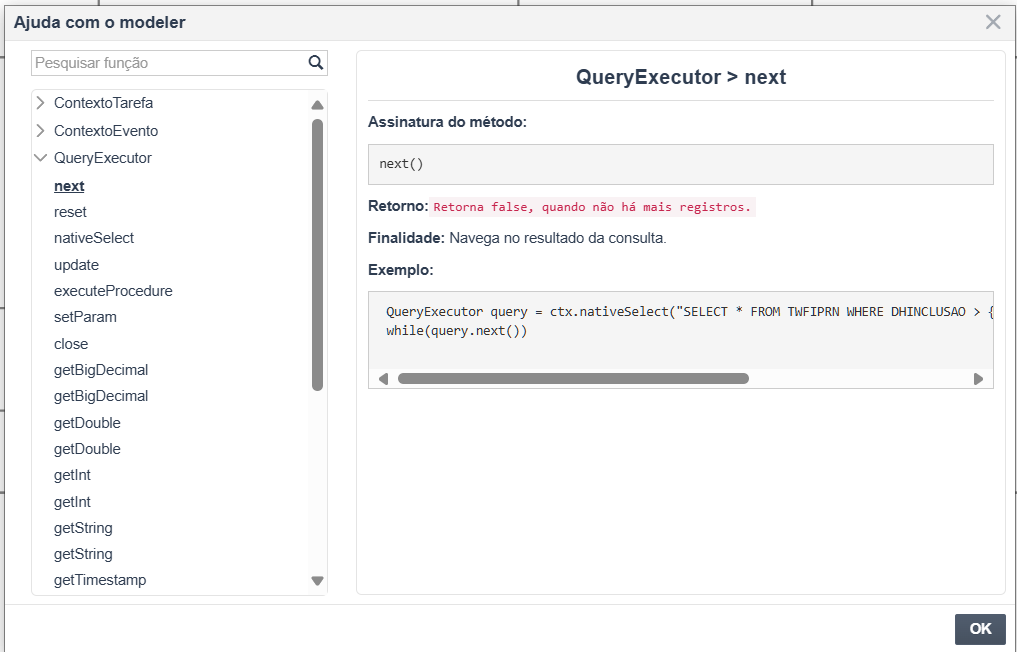 Ajuda com o modeler
Pesquisar função
ContextoTarefa
ContextoEvento
QueryExecutor
next
reset
nativeSelect
update
executeProcedure
setParam
close
getBigDecimal
getBigDecimal
getDouble
getDouble
getInt
getInt
getString
getString
getTimestamp
QueryExecutor > next
Assinatura do método:
next()
Retorno: Retorna false, quando não há mais registros.
Finalidade: Navega no resultado da consulta.
Exemplo:
QueryExecutor query = ctx.nativeSelect("SELECT * FROM TWFIPRN WHERE DHINCLUSAO > {
while(query.next())
OK